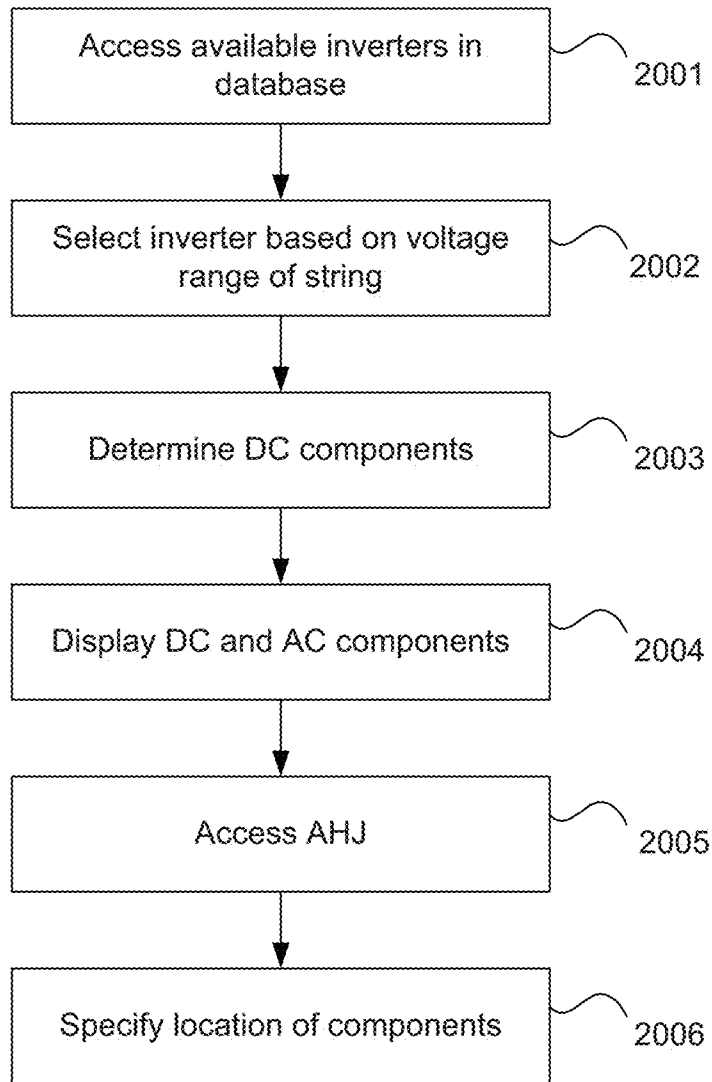 Access available inverters in
database
2001
Select inverter based on voltage
range of string
2002
Determine DC components
2003
Display DC and AC components
2004
Access AHJ
2005
Specify location of components
2006